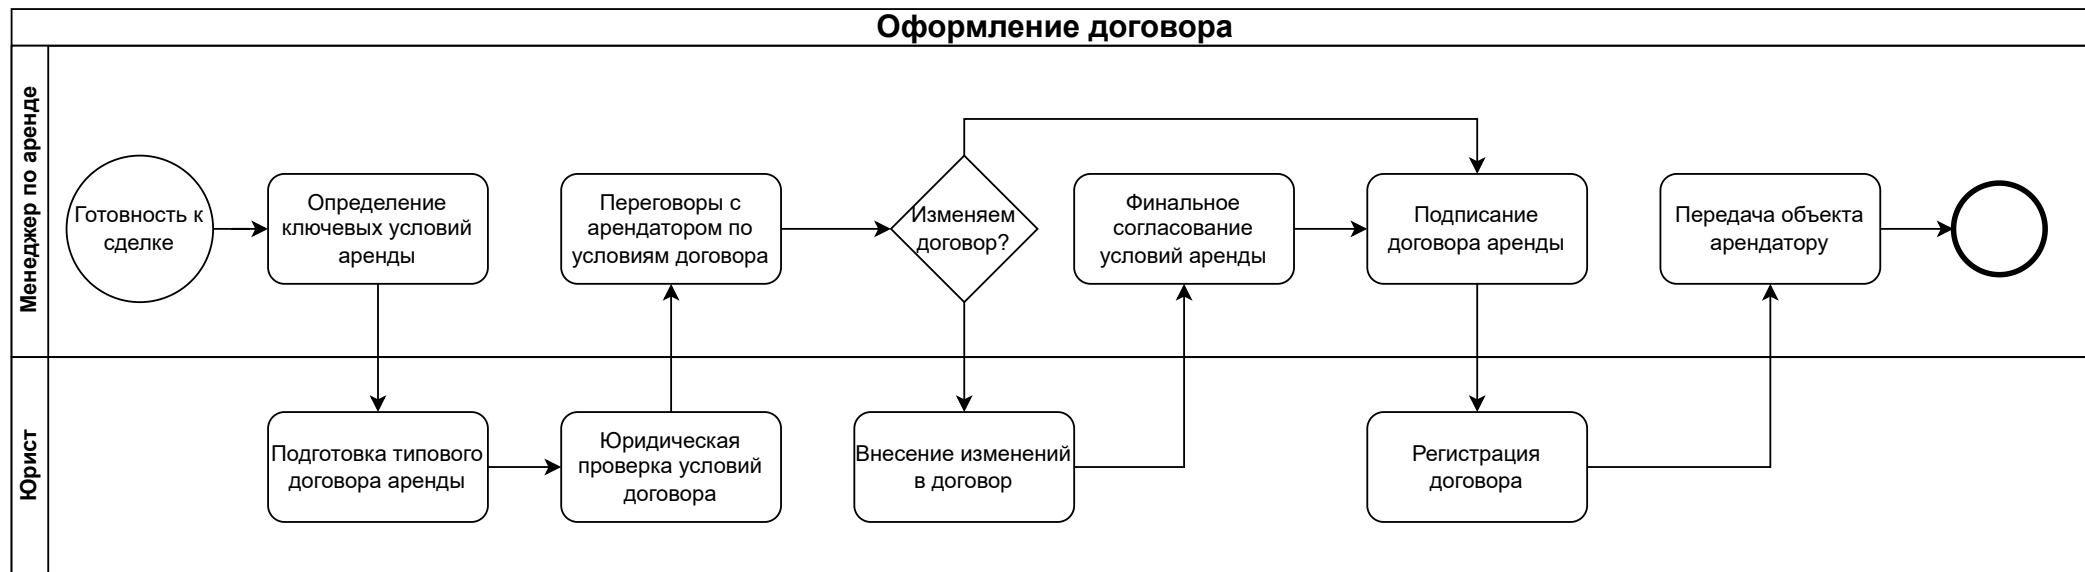 Оформление договора
Менеджер по аренде
Готовность к
сделке
Определение
ключевых условий
аренды
Переговоры с
арендатором по
условиям договора
Изменяем
договор?
Финальное
согласование
условий аренды
Подписание
договора аренды
Передача объекта
арендатору
Юрист
Подготовка типового
договора аренды
Юридическая
проверка условий
договора
Внесение изменений
в договор
Регистрация
договора